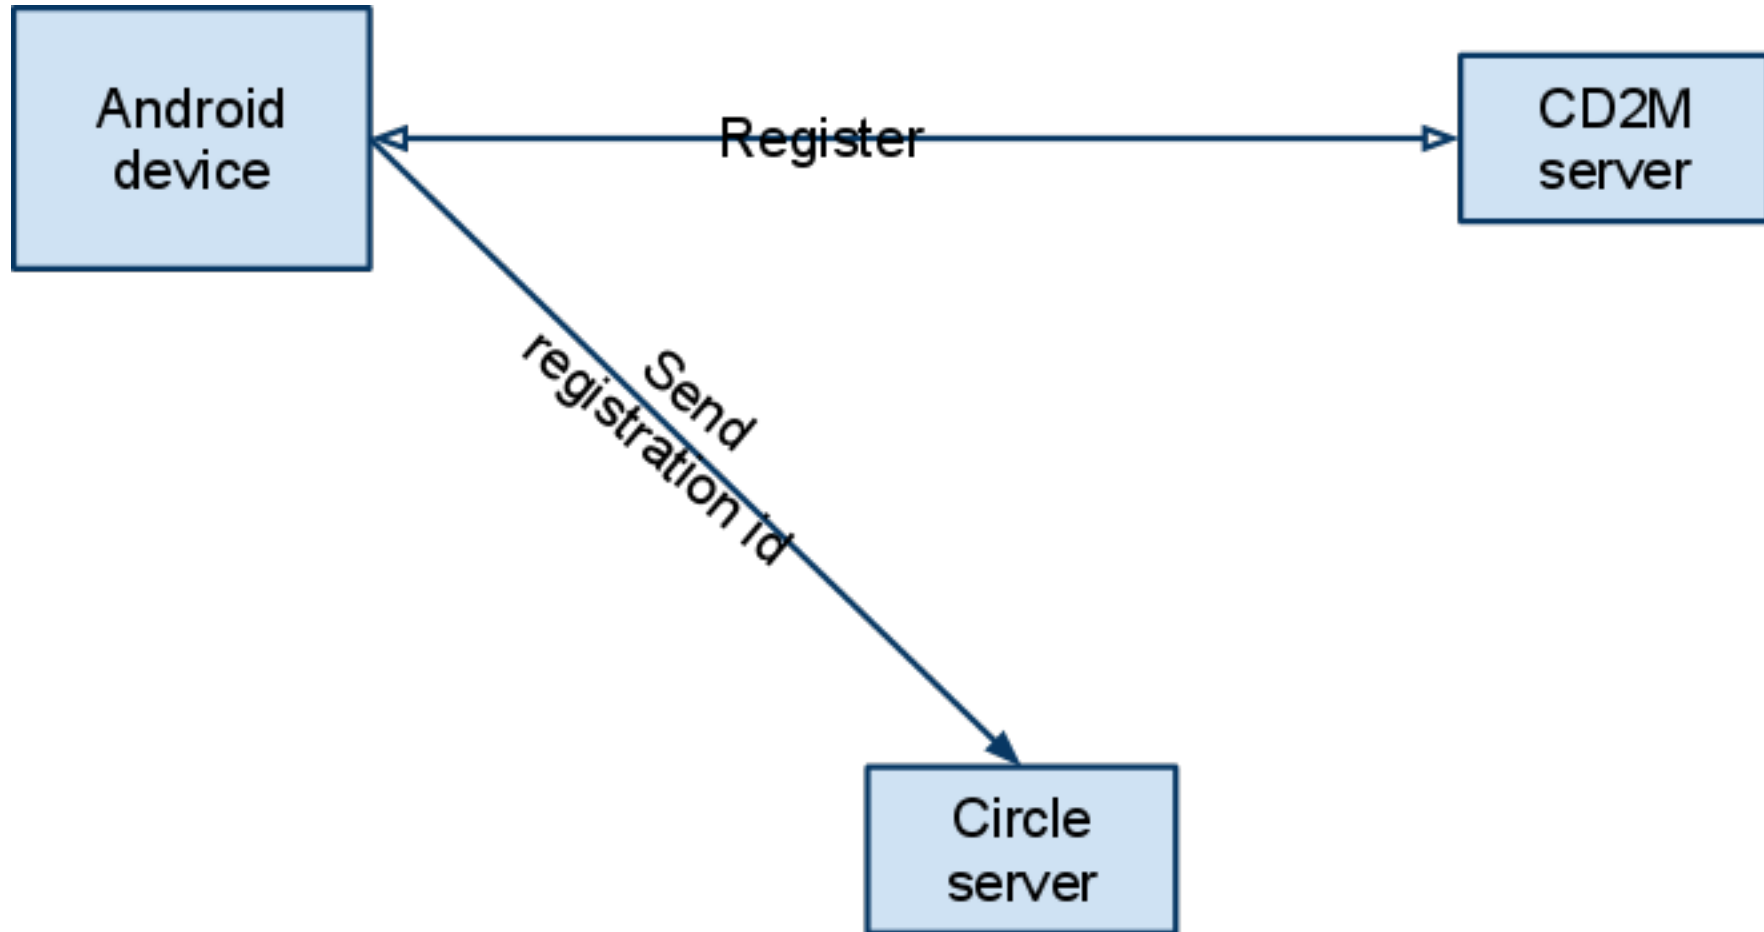 Android
device
Register
CD2M
server
Send
registration id
Circle
server